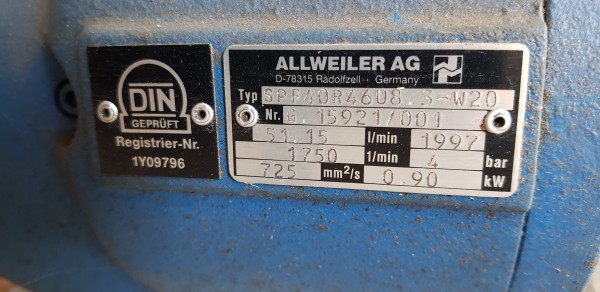 DIN
GEPRÜFT
Registrier-Nr.
1Y09796
ALLWEILER AG
D-78315 Radolfzell · Germany
Typ SPF40R46U8.3-W20
Nr. 15921/001
51.15 l/min 1997
1750 1/min 4 bar
725 mm²/s 0.90 kW